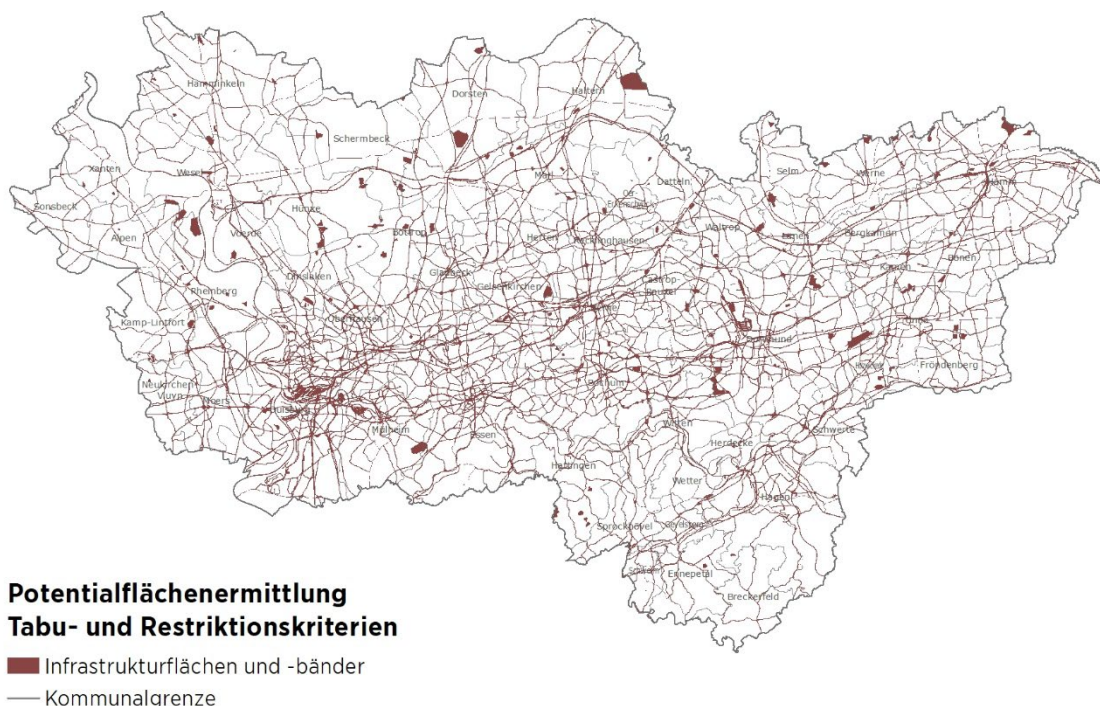 Haltern
Hamminkeln
Dorsten
Schermbeck
Xanten
Wesel
Selm
Werne
Hamm
Marl
Datteln
Sonsbeck
Hünxe
Oer
Erkenschwick
Alpen
Voerde
Bottrop
Herten
Recklinghausen
Waltrop
Lünen
Bergkamen
Bönen
Dinslaken
Gladbeck
Kamen
Rheinberg
Gelsenkirchen
Castrop
Rauxel
Kamp-Lintfort
Oberhausen
Herne
Unna
Dortmund
Holzwickede
Fröndenberg
Neukirchen
Vluyn
Moers
Bochum
Duisburg
Mülheim
Essen
Witten
Schwerte
Herdecke
Hattingen
Wetter
Hagen
Sprockhövel
Gevelsberg
Schwelm
Ennepetal
Breckerfeld
Potentialflächenermittlung
Tabu- und Restriktionskriterien
Infrastrukturflächen und -bänder
Kommunalgrenze